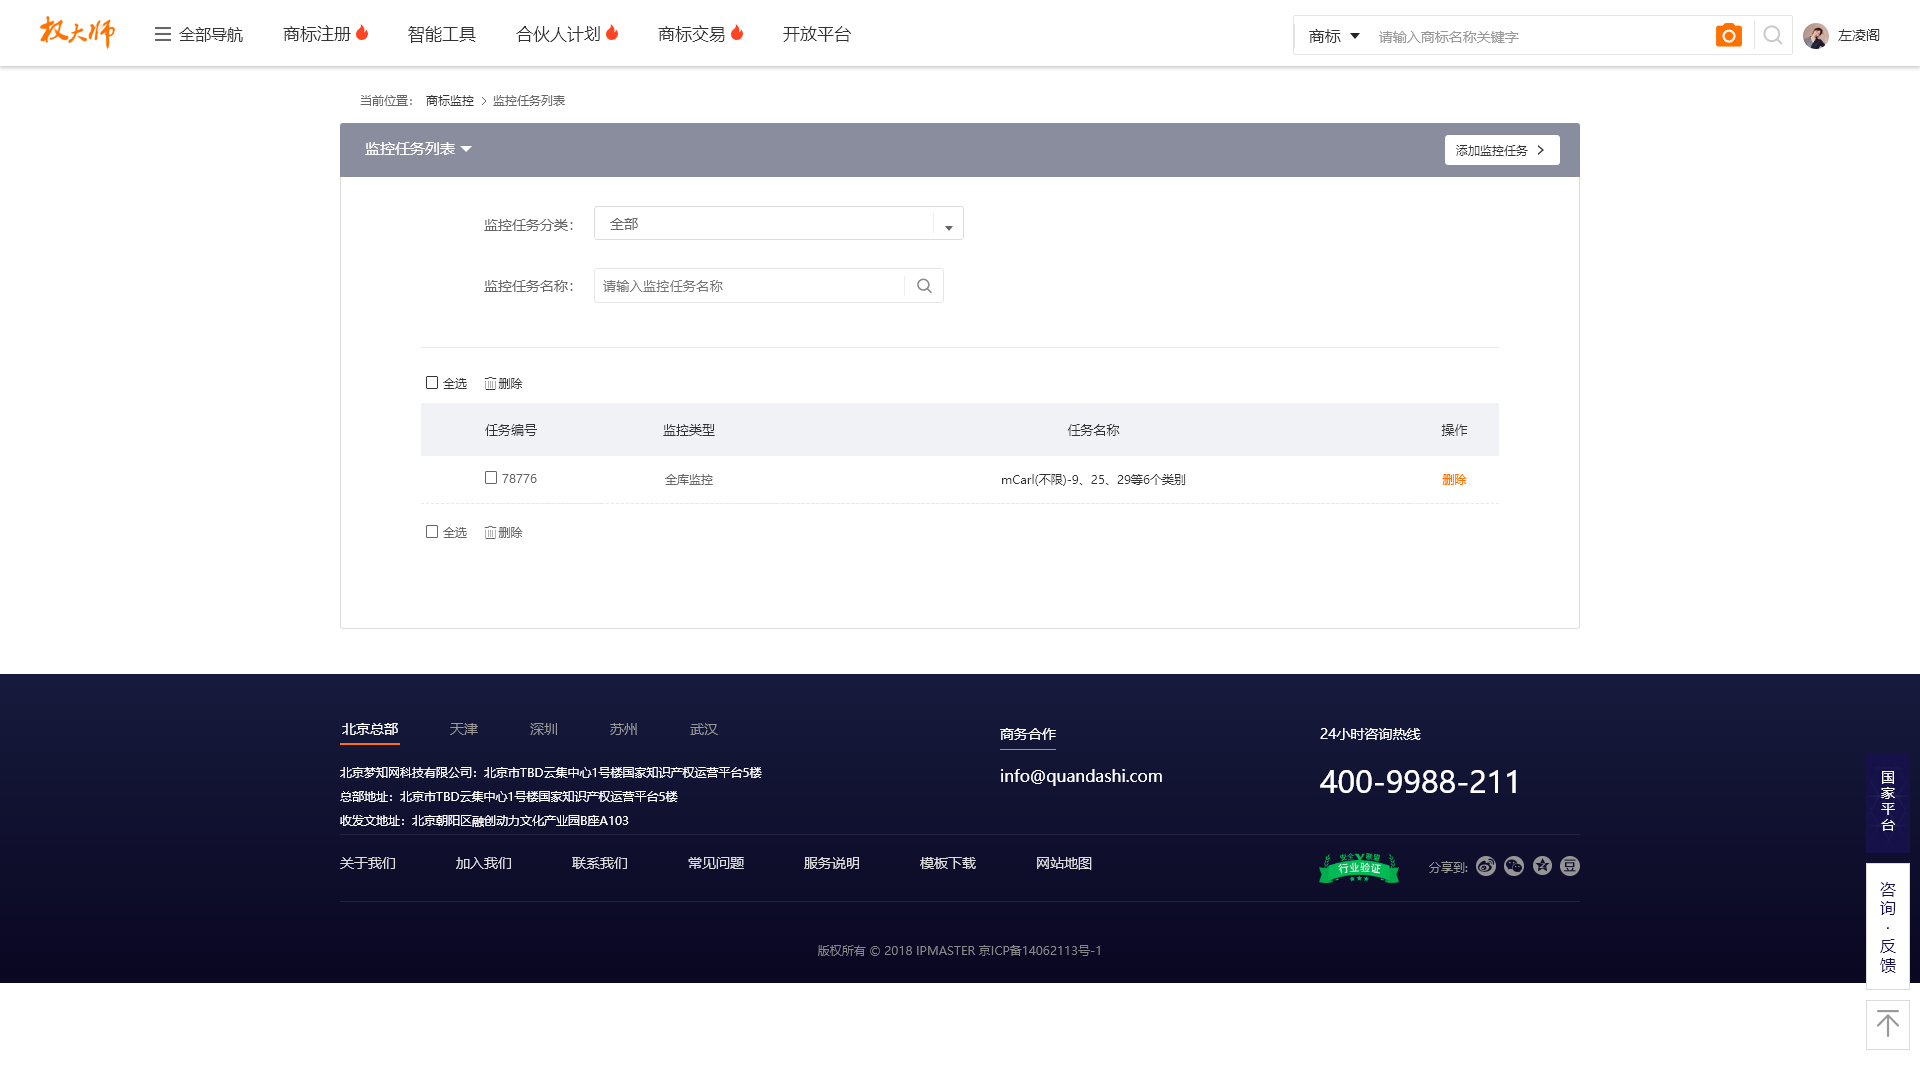 权大师
全部导航 商标注册 智能工具 合伙人计划 商标交易 开放平台 商标 请输入商标名称关键字 左凌阁
当前位置： 商标监控 > 监控任务列表
监控任务列表 添加监控任务 >
监控任务分类： 全部
监控任务名称： 请输入监控任务名称
全选 删除
任务编号 监控类型 任务名称 操作
78776 全库监控 mCarl(不限)-9、25、29等6个类别 删除
全选 删除
北京总部 天津 深圳 苏州 武汉
北京梦知网科技有限公司：北京市TBD云集中心1号楼国家知识产权运营平台5楼
总部地址：北京市TBD云集中心1号楼国家知识产权运营平台5楼
收发文地址：北京朝阳区融创动力文化产业园B座A103
商务合作
info@quandashi.com
24小时咨询热线
400-9988-211
关于我们 加入我们 联系我们 常见问题 服务说明 模板下载 网站地图
安全V联盟
行业验证
分享到:
豆
版权所有 © 2018 IPMASTER 京ICP备14062113号-1
国家平台
咨询·反馈